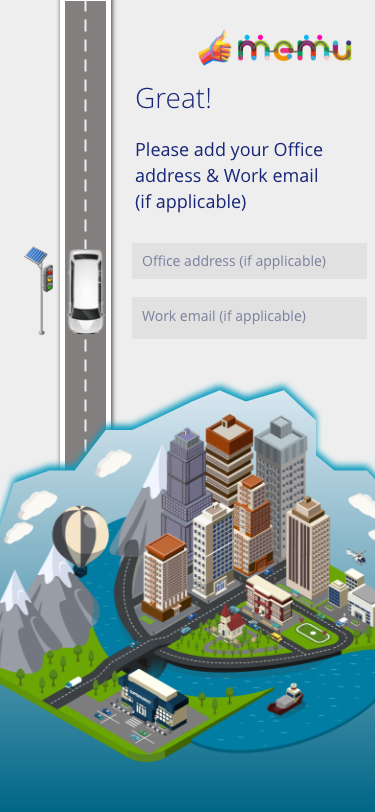 memu
Great!
Please add your Office
address & Work email
(if applicable)
Office address (if applicable)
Work email (if applicable)